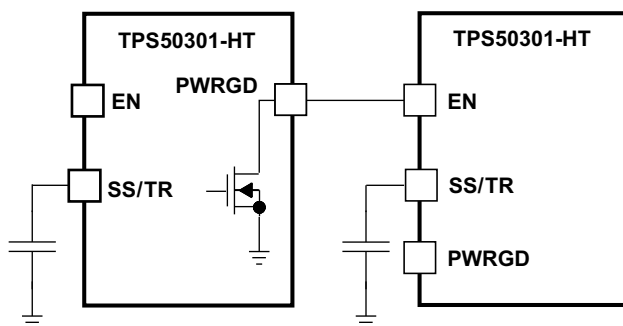 TPS50301-HT
PWRGD
EN
SS/TR
TPS50301-HT
EN
SS/TR
PWRGD